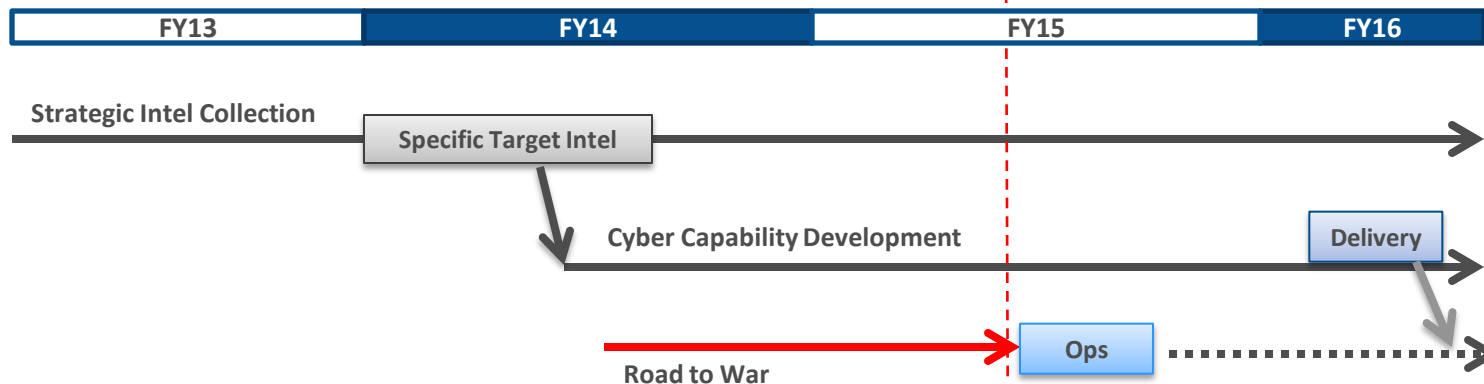 FY13
FY14
FY15
FY16
Strategic Intel Collection
Specific Target Intel
Cyber Capability Development
Delivery
Ops
Road to War